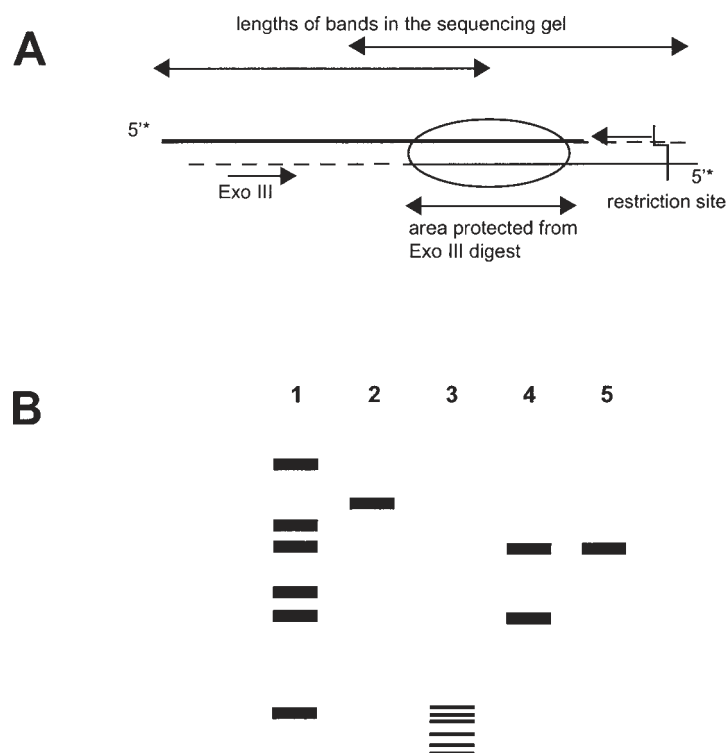 lengths of bands in the sequencing gel
A
5'*
5'*
Exo III
restriction site
area protected from
Exo III digest
B
1 2 3 4 5